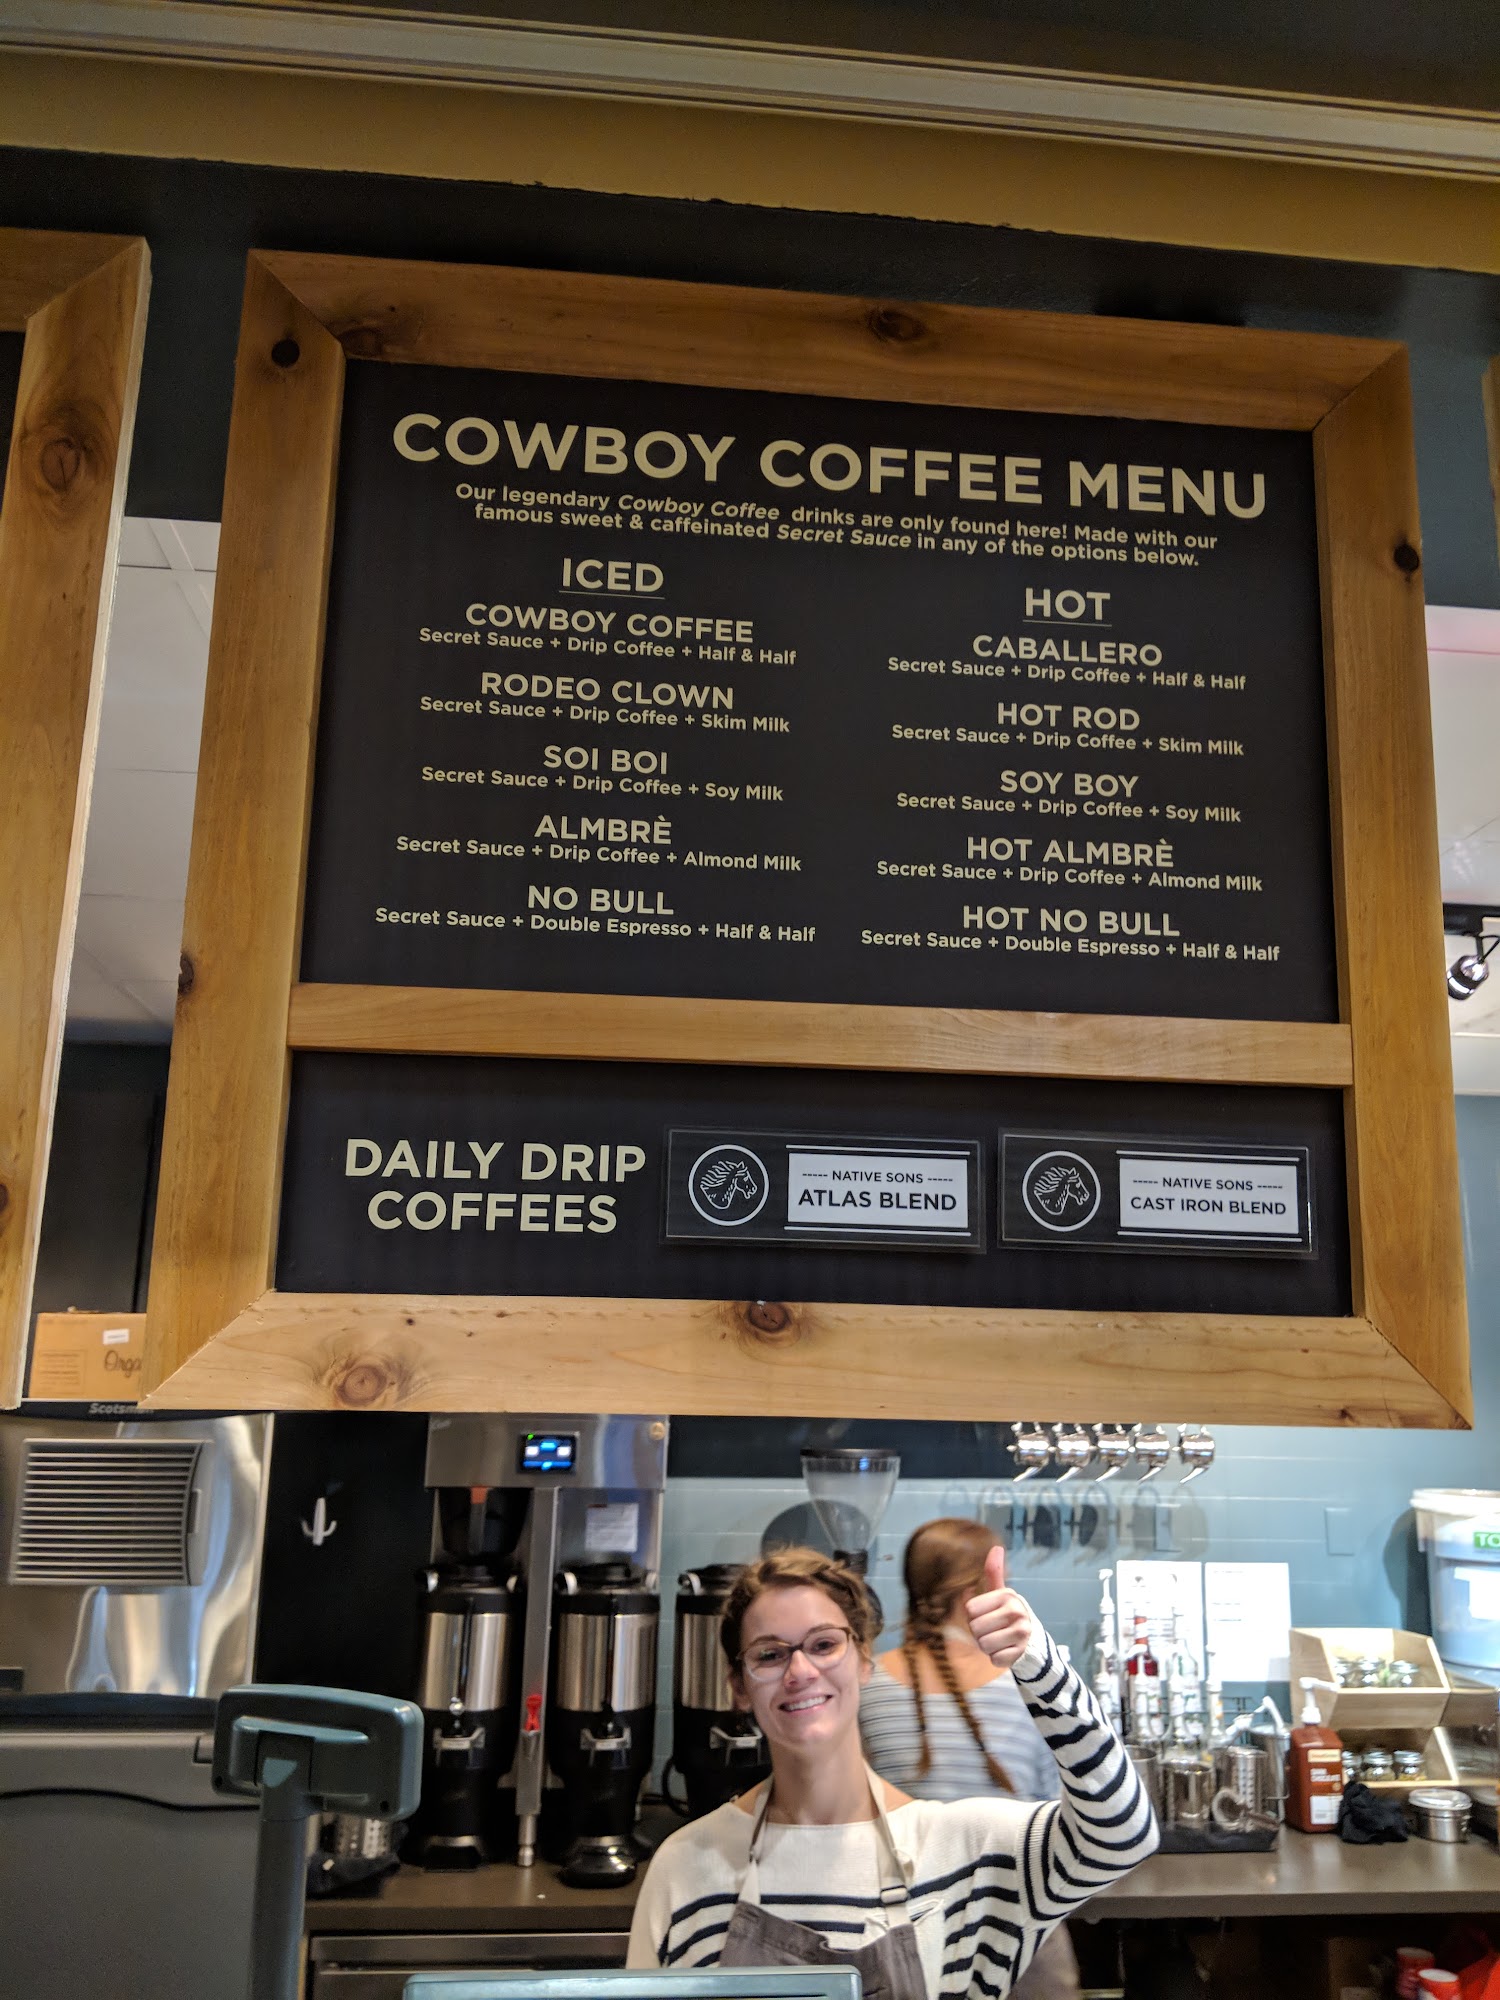 COWBOY COFFEE MENU
Our legendary Cowboy Coffee drinks are only found here! Made with our
famous sweet & caffeinated Secret Sauce in any of the options below.
ICED
COWBOY COFFEE
Secret Sauce + Drip Coffee + Half & Half
RODEO CLOWN
Secret Sauce + Drip Coffee + Skim Milk
SOI BOI
Secret Sauce + Drip Coffee + Soy Milk
ALMBRÈ
Secret Sauce + Drip Coffee + Almond Milk
NO BULL
Secret Sauce + Double Espresso + Half & Half
HOT
CABALLERO
Secret Sauce + Drip Coffee + Half & Half
HOT ROD
Secret Sauce + Drip Coffee + Skim Milk
SOY BOY
Secret Sauce + Drip Coffee + Soy Milk
HOT ALMBRÈ
Secret Sauce + Drip Coffee + Almond Milk
HOT NO BULL
Secret Sauce + Double Espresso + Half & Half
DAILY DRIP
COFFEES
----- NATIVE SONS -----
ATLAS BLEND
----- NATIVE SONS -----
CAST IRON BLEND